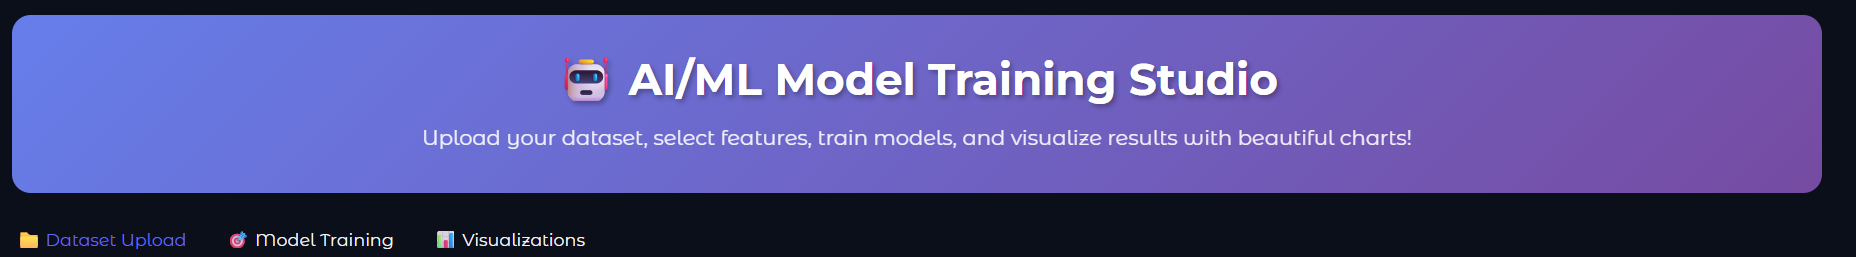 AI/ML Model Training Studio
Upload your dataset, select features, train models, and visualize results with beautiful charts!
Dataset Upload Model Training Visualizations